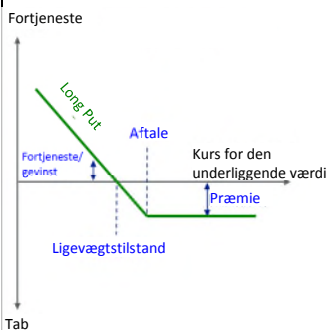 Fortjeneste
Long Put
Aftale
Fortjeneste/
gevinst
Kurs for den
underliggende værdi
Præmie
Ligevægtstilstand
Tab